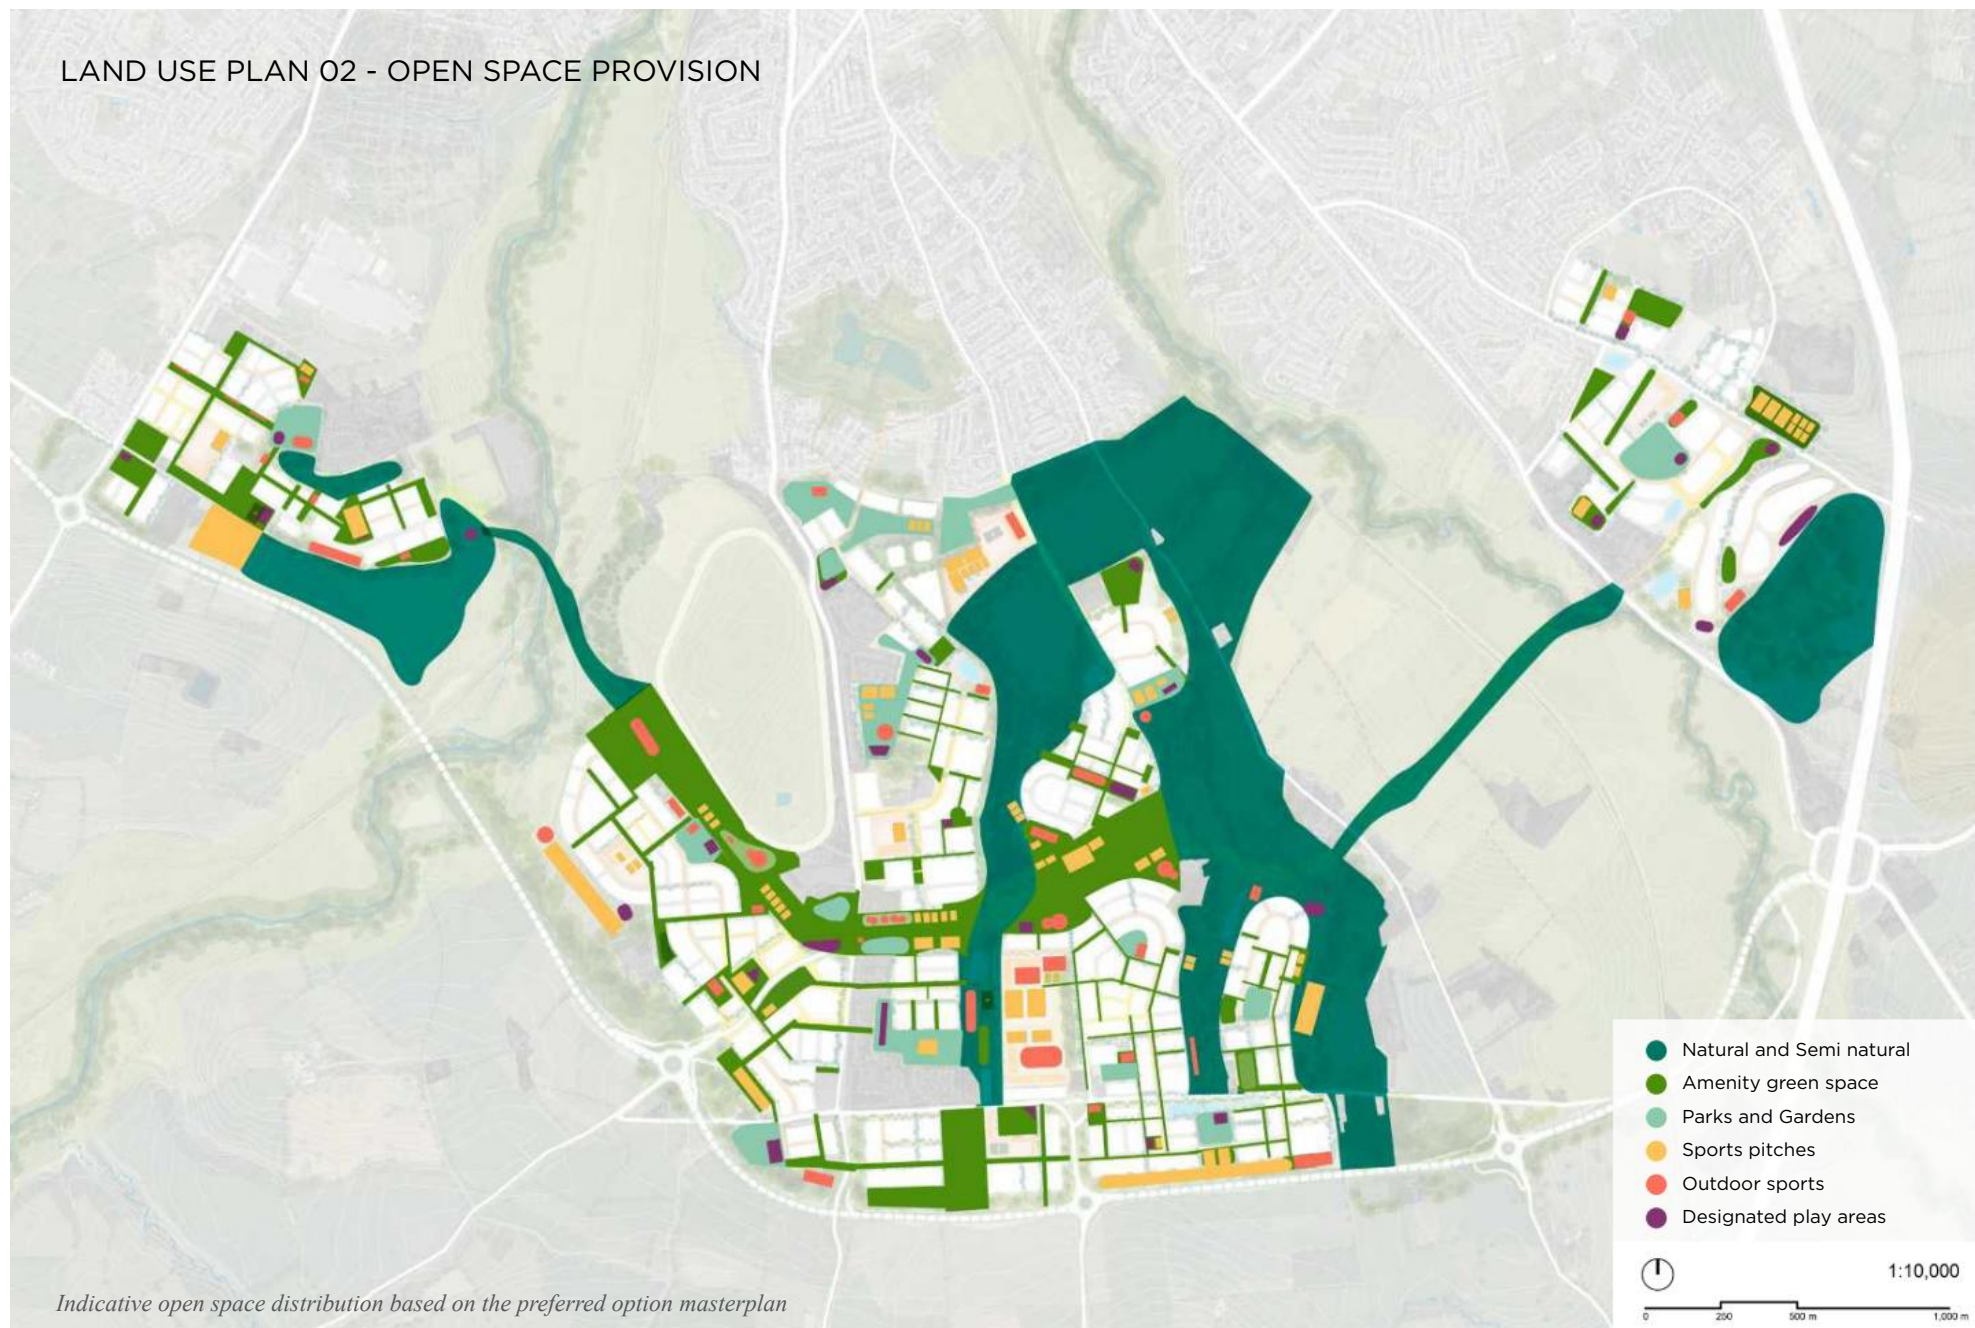 LAND USE PLAN 02 - OPEN SPACE PROVISION
Natural and Semi natural
Amenity green space
Parks and Gardens
Sports pitches
Outdoor sports
Designated play areas
1:10,000
0 250 500 m 1,000 m
Indicative open space distribution based on the preferred option masterplan